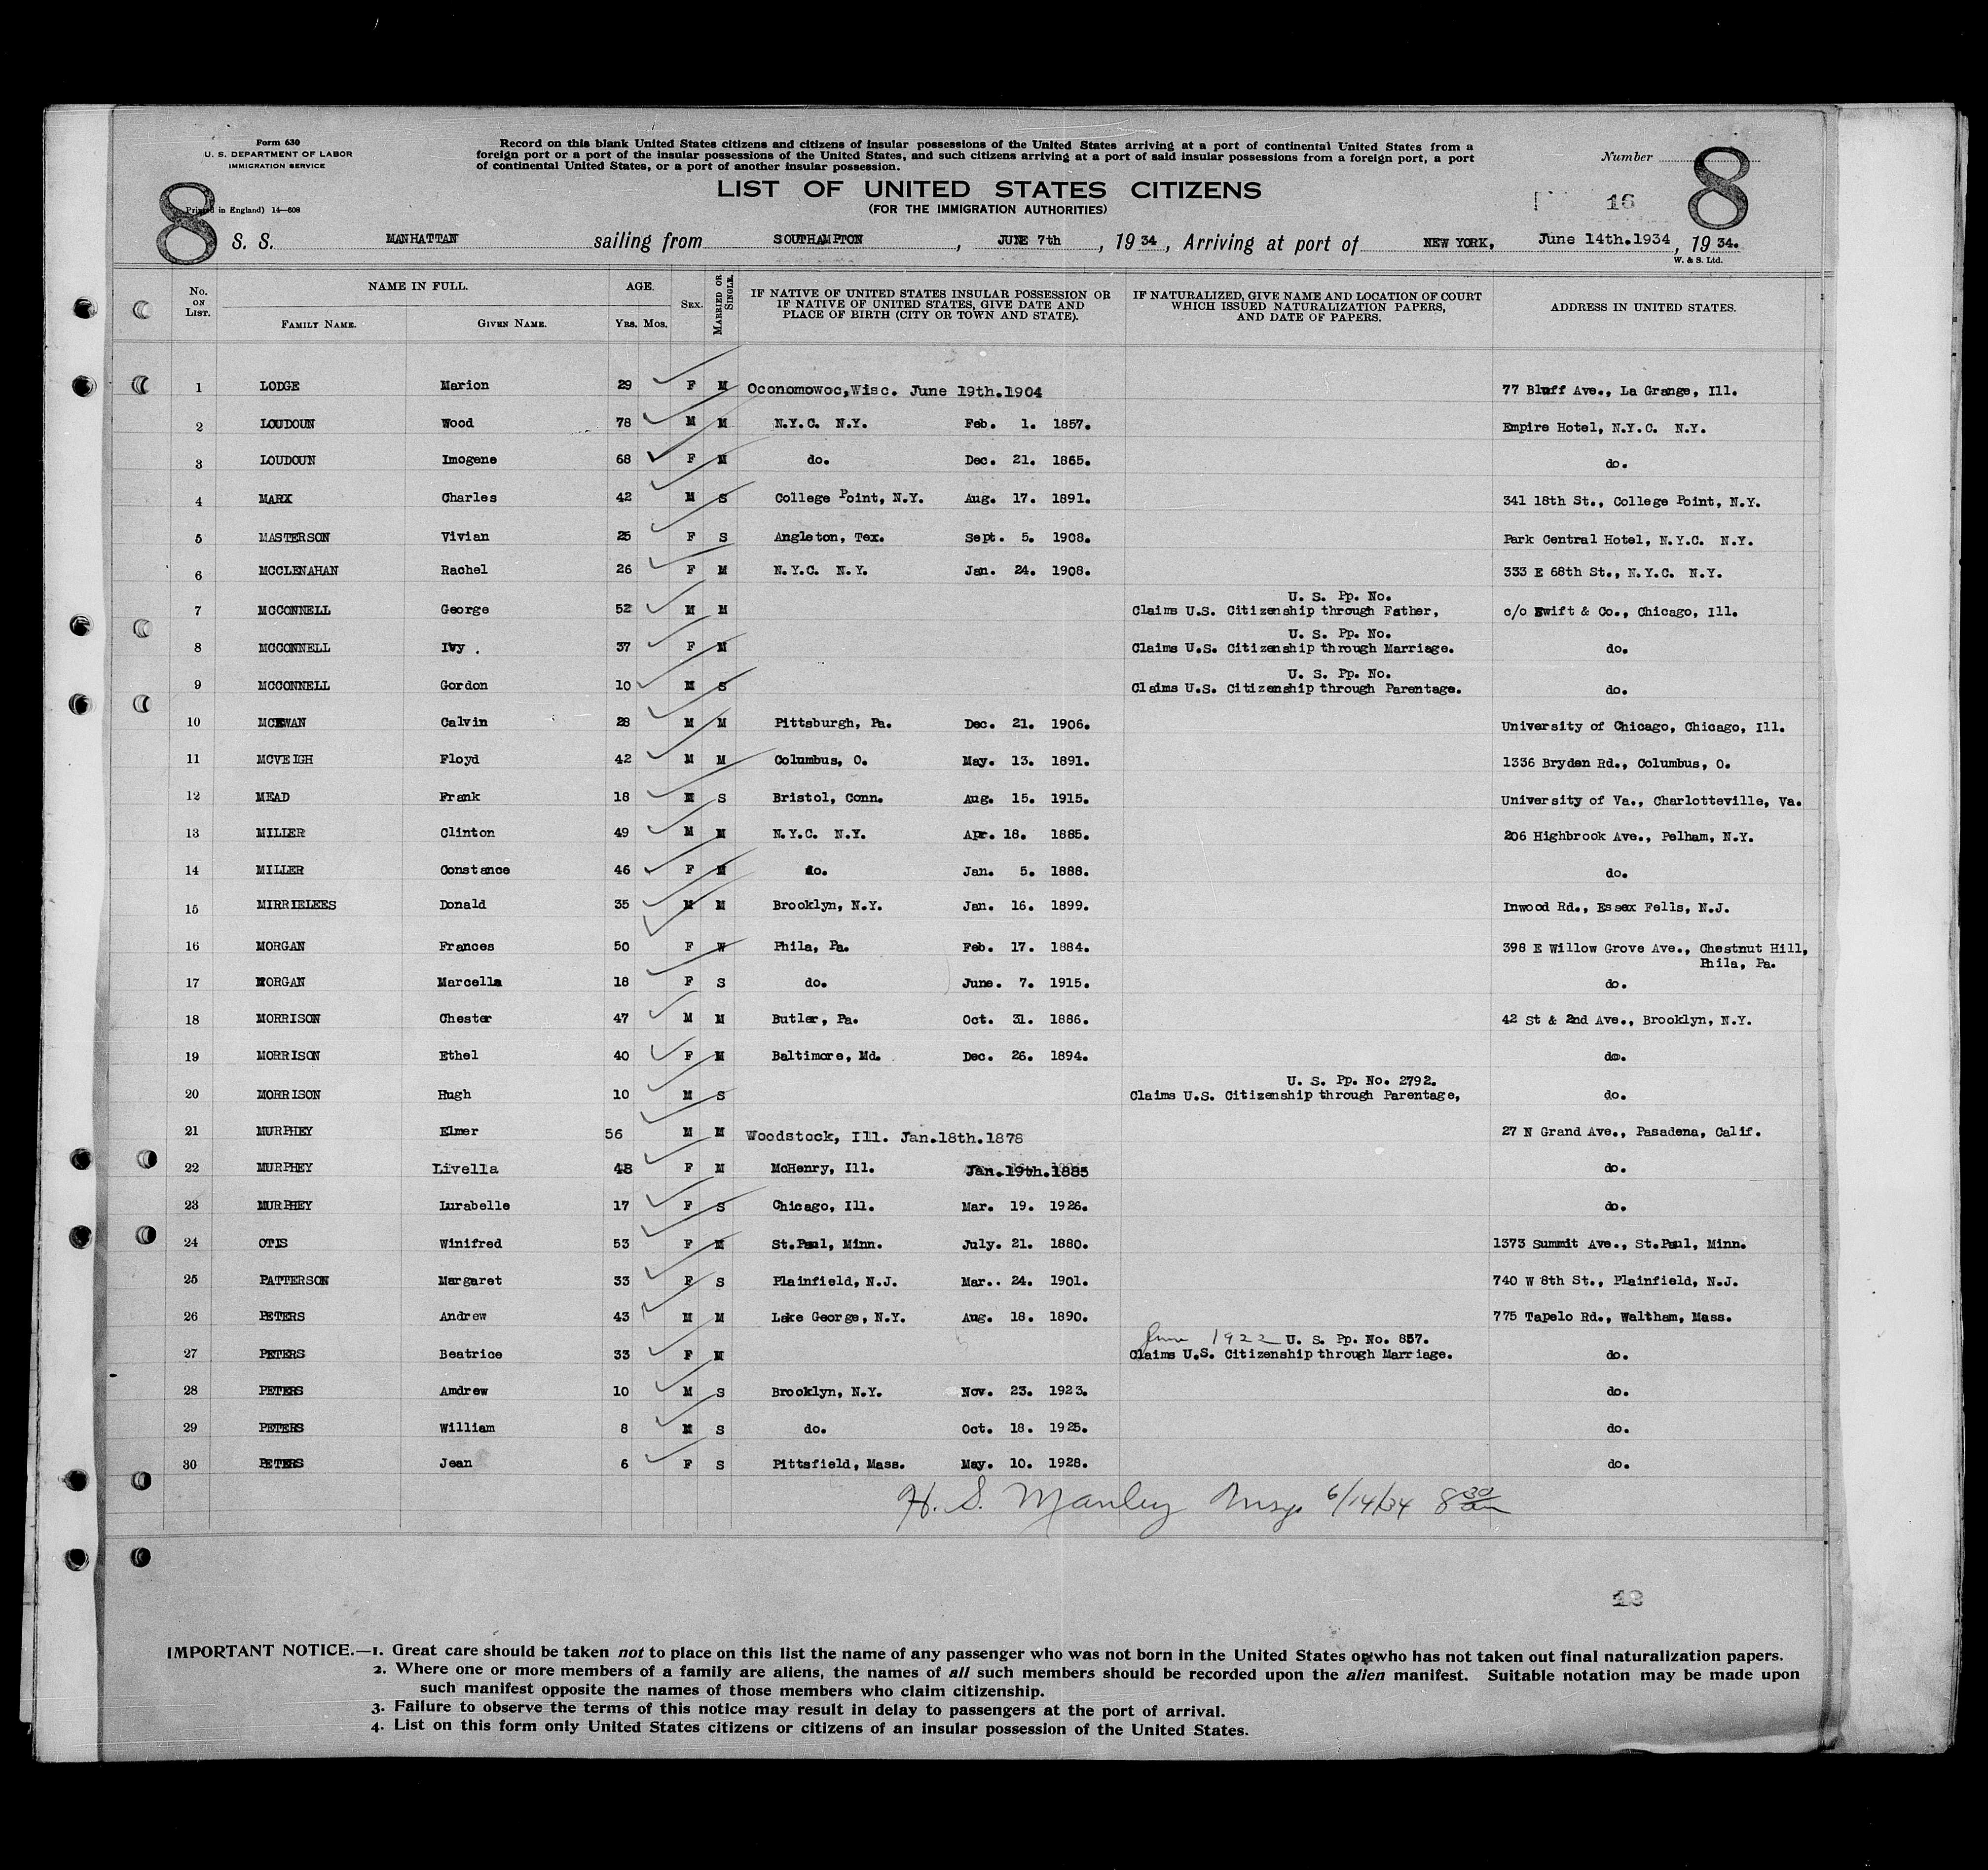 Form 630
U. S. DEPARTMENT OF LABOR
IMMIGRATION SERVICE
Record on this blank United States citizens and citizens of insular possessions of the United States arriving at a port of continental United States from a
foreign port or a port of the insular possessions of the United States, and such citizens arriving at a port of said insular possessions from a foreign port, a port
of continental United States, or a port of another insular possession.
Number
8
8
16
LIST OF UNITED STATES CITIZENS
(FOR THE IMMIGRATION AUTHORITIES)
Printed in England) 14—608
S. S. MANHATTAN sailing from SOUTHAMPTON, JUNE 7th, 19 34, Arriving at port of NEW YORK, June 14th.1934, 19 34.
W. & S. Ltd.
No. ON LIST.
NAME IN FULL.
FAMILY NAME. GIVEN NAME.
AGE.
Yrs. Mos.
SEX.
MARRIED OR SINGLE.
IF NATIVE OF UNITED STATES INSULAR POSSESSION OR
IF NATIVE OF UNITED STATES, GIVE DATE AND
PLACE OF BIRTH (CITY OR TOWN AND STATE).
IF NATURALIZED, GIVE NAME AND LOCATION OF COURT
WHICH ISSUED NATURALIZATION PAPERS,
AND DATE OF PAPERS.
ADDRESS IN UNITED STATES.
1 LODGE Marion 29 F M Oconomowoc,Wisc. June 19th.1904 77 Bluff Ave., La Grange, Ill.
2 LOUDOUN Wood 78 M M N.Y.C. N.Y. Feb. 1. 1857. Empire Hotel, N.Y.C. N.Y.
3 LOUDOUN Imogene 68 F M do. Dec. 21. 1865. do.
4 MARX Charles 42 M S College Point, N.Y. Aug. 17. 1891. 341 18th St., College Point, N.Y.
5 MASTERSON Vivian 25 F S Angleton, Tex. Sept. 5. 1908. Park Central Hotel, N.Y.C. N.Y.
6 MCCLENAHAN Rachel 26 F M N.Y.C. N.Y. Jan. 24. 1908. 333 E 68th St., N.Y.C. N.Y.
U. S. Pp. No.
7 MCCONNELL George 52 M M Claims U.S. Citizenship through Father, c/o Swift & Co., Chicago, Ill.
U. S. Pp. No.
8 MCCONNELL Ivy . 37 F M Claims U.S. Citizenship through Marriage. do.
U. S. Pp. No.
9 MCCONNELL Gordon 10 M S Claims U.S. Citizenship through Parentage. do.
10 MCEWAN Calvin 28 M M Pittsburgh, Pa. Dec. 21. 1906. University of Chicago, Chicago, Ill.
11 MCVEIGH Floyd 42 M M Columbus, O. May. 13. 1891. 1336 Bryden Rd., Columbus, O.
12 MEAD Frank 18 M S Bristol, Conn. Aug. 15. 1915. University of Va., Charlotteville, Va.
13 MILLER Clinton 49 M M N.Y.C. N.Y. Apr. 18. 1885. 206 Highbrook Ave., Pelham, N.Y.
14 MILLER Constance 46 F M do. Jan. 5. 1888. do.
15 MIRRIELEES Donald 35 M M Brooklyn, N.Y. Jan. 16. 1899. Inwood Rd., Essex Fells, N.J.
16 MORGAN Frances 50 F W Phila, Pa. Feb. 17. 1884. 398 E Willow Grove Ave., Chestnut Hill,
Phila, Pa.
17 MORGAN Marcella 18 F S do. June. 7. 1915. do.
18 MORRISON Chester 47 M M Butler, Pa. Oct. 31. 1886. 42 St & 2nd Ave., Brooklyn, N.Y.
19 MORRISON Ethel 40 F M Baltimore, Md. Dec. 26. 1894. do.
U. S. Pp. No. 2792.
20 MORRISON Hugh 10 M S Claims U.S. Citizenship through Parentage, do.
21 MURPHEY Elmer 56 M M Woodstock, Ill. Jan.18th.1878 27 N Grand Ave., Pasadena, Calif.
22 MURPHEY Livella 48 F M McHenry, Ill. Jan.19th.1885 do.
23 MURPHEY Lurabelle 17 F S Chicago, Ill. Mar. 19. 1926. do.
24 OTIS Winifred 53 F M St.Paul, Minn. July. 21. 1880. 1373 Summit Ave., St.Paul, Minn.
25 PATTERSON Margaret 33 F S Plainfield, N.J. Mar.. 24. 1901. 740 W 8th St., Plainfield, N.J.
26 PETERS Andrew 43 M M Lake George, N.Y. Aug. 18. 1890. 775 Tapelo Rd., Waltham, Mass.
June 1922 U. S. Pp. No. 857.
27 PETERS Beatrice 33 F M Claims U.S. Citizenship through Marriage. do.
28 PETERS Amdrew 10 M S Brooklyn, N.Y. Nov. 23. 1923. do.
29 PETERS William 8 M S do. Oct. 18. 1925. do.
30 PETERS Jean 6 F S Pittsfield, Mass. May. 10. 1928. do.
H. S. Manley Insp. 6/14/34 8 30 am
IMPORTANT NOTICE.—1. Great care should be taken not to place on this list the name of any passenger who was not born in the United States or who has not taken out final naturalization papers.
2. Where one or more members of a family are aliens, the names of all such members should be recorded upon the alien manifest. Suitable notation may be made upon
such manifest opposite the names of those members who claim citizenship.
3. Failure to observe the terms of this notice may result in delay to passengers at the port of arrival.
4. List on this form only United States citizens or citizens of an insular possession of the United States.